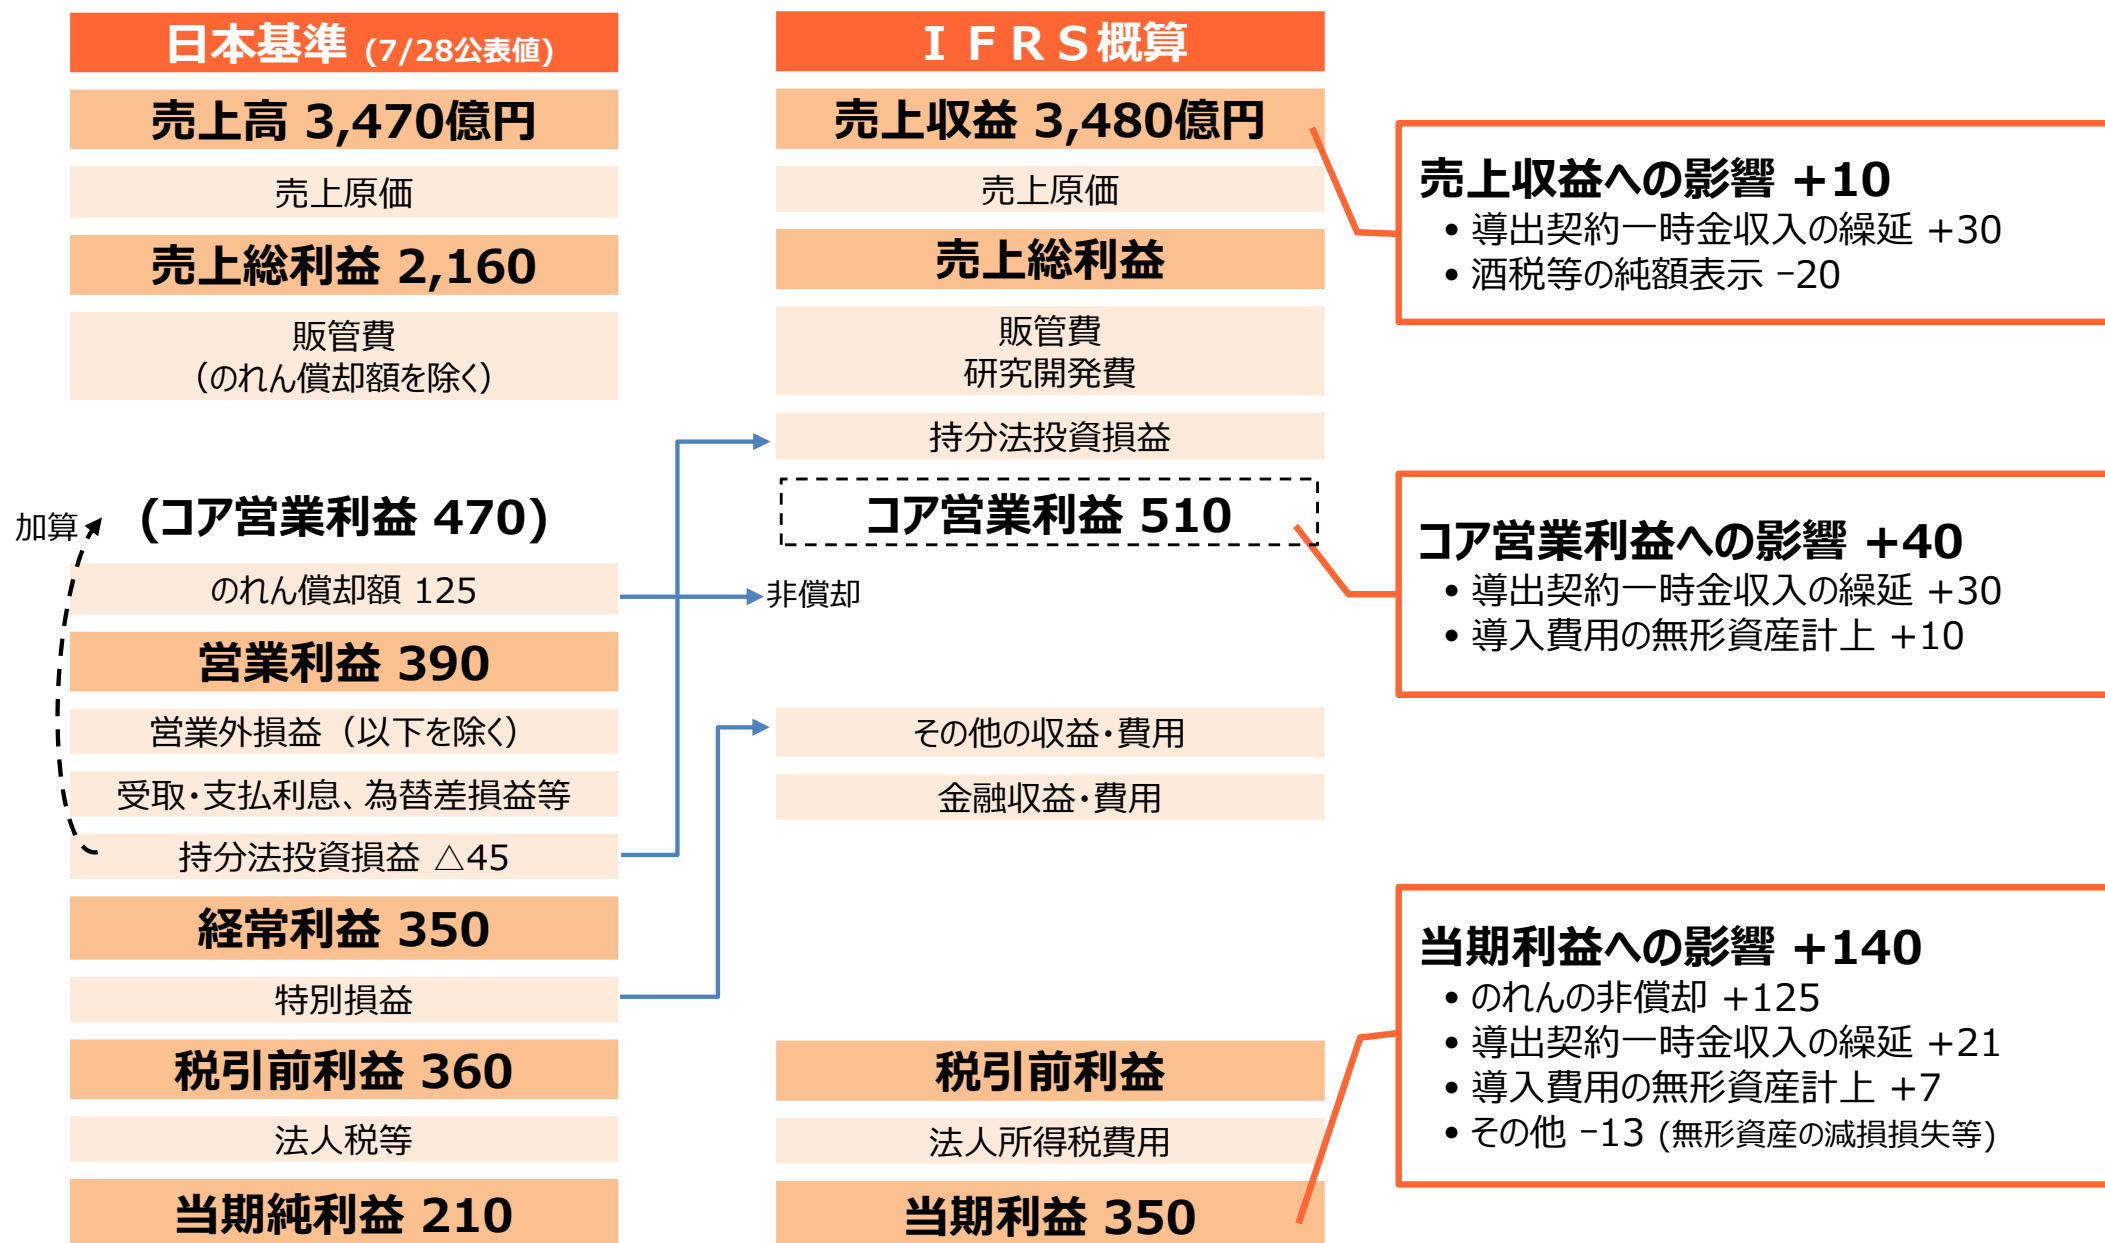 日本基準 (7/28公表値)
売上高 3,470億円
売上原価
売上総利益 2,160
販管費
(のれん償却額を除く)
加算
(コア営業利益 470)
のれん償却額 125
営業利益 390
営業外損益（以下を除く）
受取・支払利息、為替差損益等
持分法投資損益 △45
経常利益 350
特別損益
税引前利益 360
法人税等
当期純利益 210
ＩＦＲＳ概算
売上収益 3,480億円
売上原価
売上総利益
販管費
研究開発費
持分法投資損益
コア営業利益 510
非償却
その他の収益・費用
金融収益・費用
税引前利益
法人所得税費用
当期利益 350
売上収益への影響 +10
• 導出契約一時金収入の繰延 +30
• 酒税等の純額表示 −20
コア営業利益への影響 +40
• 導出契約一時金収入の繰延 +30
• 導入費用の無形資産計上 +10
当期利益への影響 +140
• のれんの非償却 +125
• 導出契約一時金収入の繰延 +21
• 導入費用の無形資産計上 +7
• その他 −13 (無形資産の減損損失等)